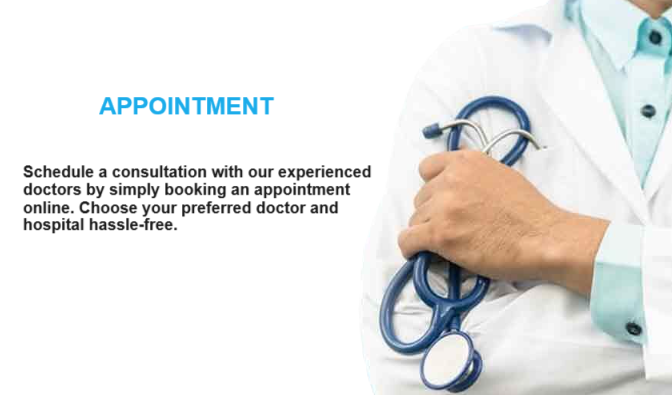 APPOINTMENT
Schedule a consultation with our experienced
doctors by simply booking an appointment
online. Choose your preferred doctor and
hospital hassle-free.